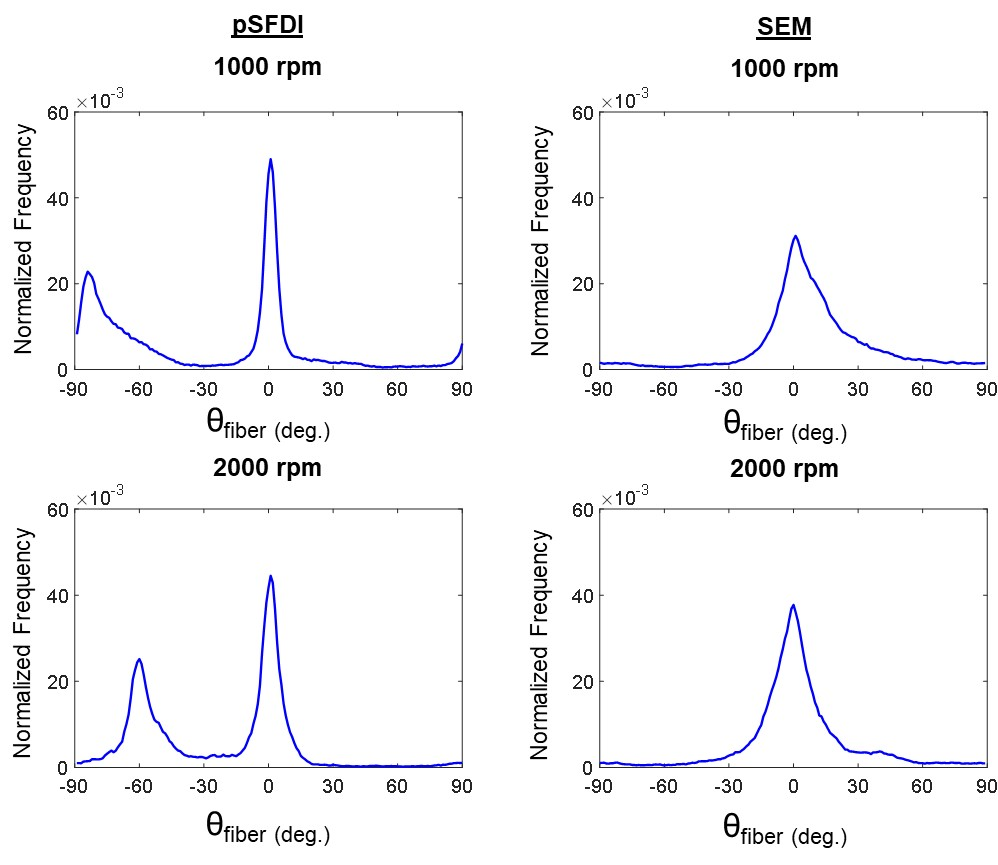 pSFDI
SEM
1000 rpm
1000 rpm
×10-3
60
40
20
0
Normalized Frequency
-90 -60 -30 0 30 60 90
θfiber (deg.)
×10-3
60
40
20
0
Normalized Frequency
-90 -60 -30 0 30 60 90
θfiber (deg.)
2000 rpm
2000 rpm
×10-3
60
40
20
0
Normalized Frequency
-90 -60 -30 0 30 60 90
θfiber (deg.)
×10-3
60
40
20
0
Normalized Frequency
-90 -60 -30 0 30 60 90
θfiber (deg.)